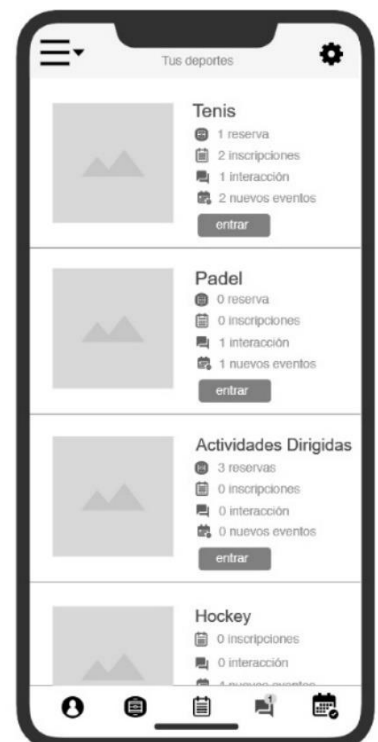 Tus deportes
Tenis
1 reserva
2 inscripciones
1 interacción
2 nuevos eventos
entrar
Padel
0 reserva
0 inscripciones
1 interacción
1 nuevos eventos
entrar
Actividades Dirigidas
3 reservas
0 inscripciones
0 interacción
0 nuevos eventos
entrar
Hockey
0 inscripciones
0 interacción
nuevos eventos
1